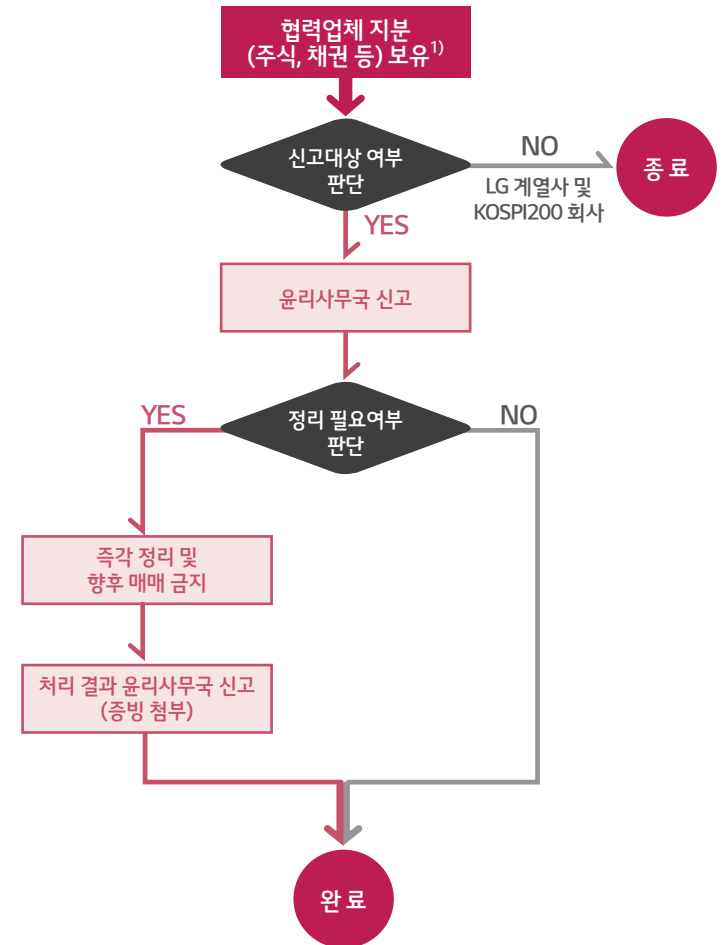 협력업체 지분
(주식, 채권 등) 보유1)
신고대상 여부
판단
NO
LG 계열사 및
KOSPI200 회사
종 료
YES
윤리사무국 신고
정리 필요여부
판단
YES
NO
즉각 정리 및
향후 매매 금지
처리 결과 윤리사무국 신고
(증빙 첨부)
완 료